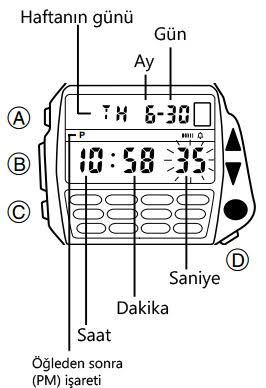 Haftanın günü
Gün
Ay
TH 6-30
A
P
B
10:58 35
C
D
Saniye
Dakika
Saat
Öğleden sonra
(PM) işareti